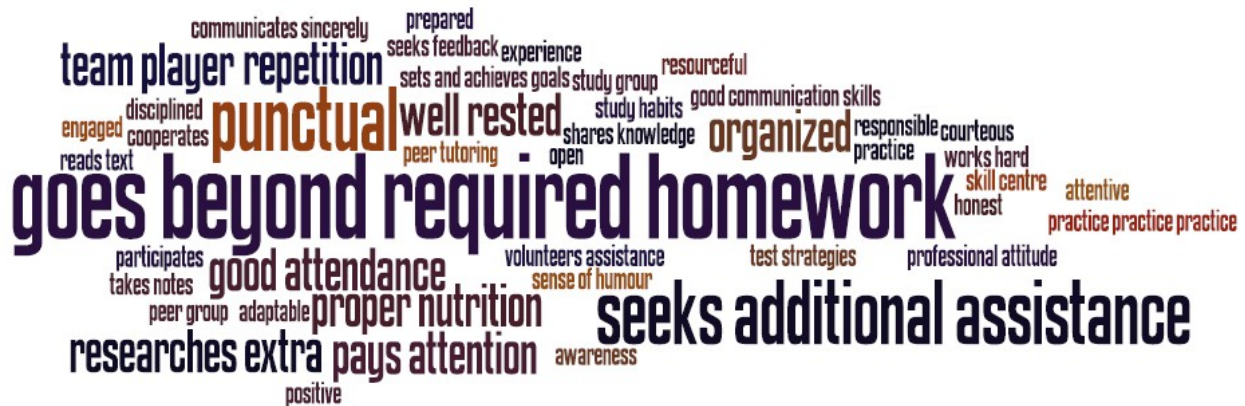 communicates sincerely
prepared
seeks feedback
experience
team player
repetition
sets and achieves goals
study group
resourceful
disciplined
punctual
well rested
study habits
good communication skills
engaged
cooperates
shares knowledge
organized
responsible
courteous
reads text
peer tutoring
open
practice
works hard
goes beyond required homework
skill centre
attentive
honest
practice practice practice
participates
good attendance
volunteers assistance
test strategies
professional attitude
takes notes
sense of humour
peer group
adaptable
proper nutrition
seeks additional assistance
researches extra
pays attention
awareness
positive